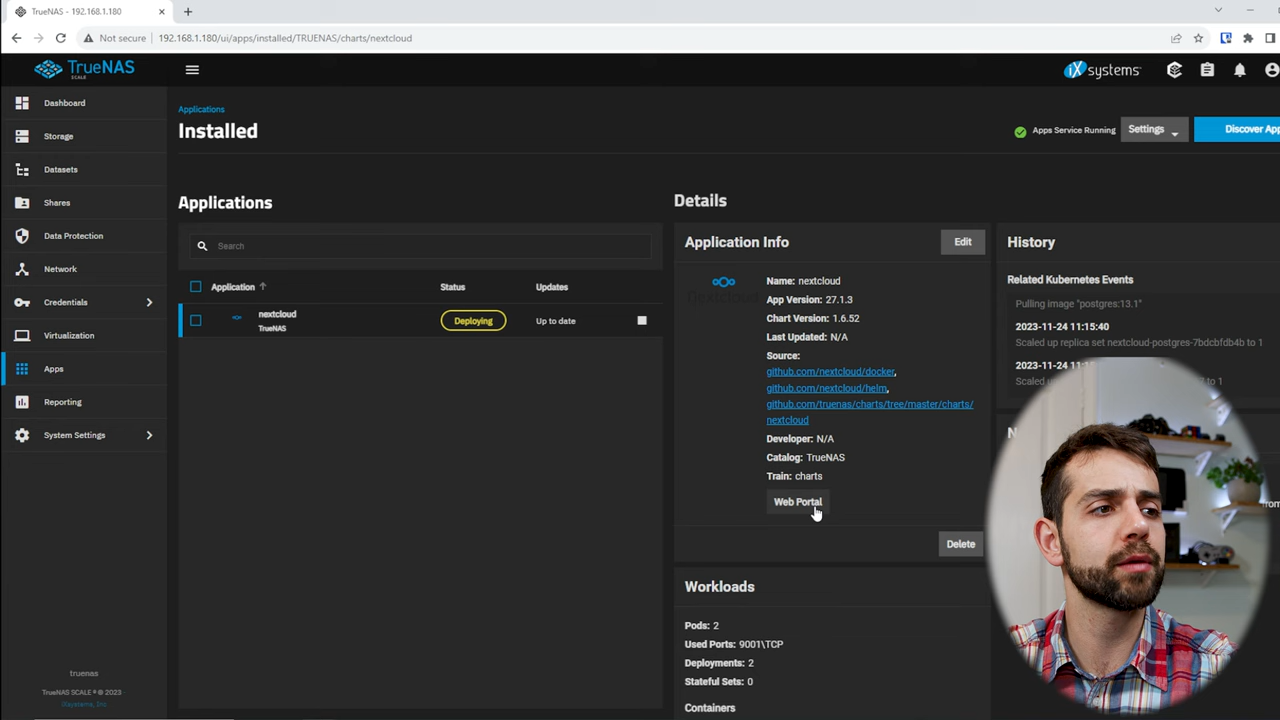 TrueNAS - 192.168.1.180
Not secure
192.168.1.180/ui/apps/installed/TRUENAS/charts/nextcloud
TrueNAS
SCALE
iX systems
Dashboard
Storage
Datasets
Shares
Data Protection
Network
Credentials
Virtualization
Apps
Reporting
System Settings
truenas
TrueNAS SCALE ® © 2023
iXsystems, Inc
Applications
Installed
Apps Service Running
Settings
Discover App
Applications
Search
Application
Status
Updates
nextcloud
TrueNAS
Deploying
Up to date
Details
Application Info
Edit
Name: nextcloud
App Version: 27.1.3
Chart Version: 1.6.52
Last Updated: N/A
Source:
github.com/nextcloud/docker,
github.com/nextcloud/helm,
github.com/truenas/charts/tree/master/charts/
nextcloud
Developer: N/A
Catalog: TrueNAS
Train: charts
Web Portal
Delete
Workloads
Pods: 2
Used Ports: 9001\TCP
Deployments: 2
Stateful Sets: 0
Containers
History
Related Kubernetes Events
Pulling image "postgres:13.1"
2023-11-24 11:15:40
Scaled up replica set nextcloud-postgres-7bdcbfdb4b to 1
2023-11-24
Scaled
to 1